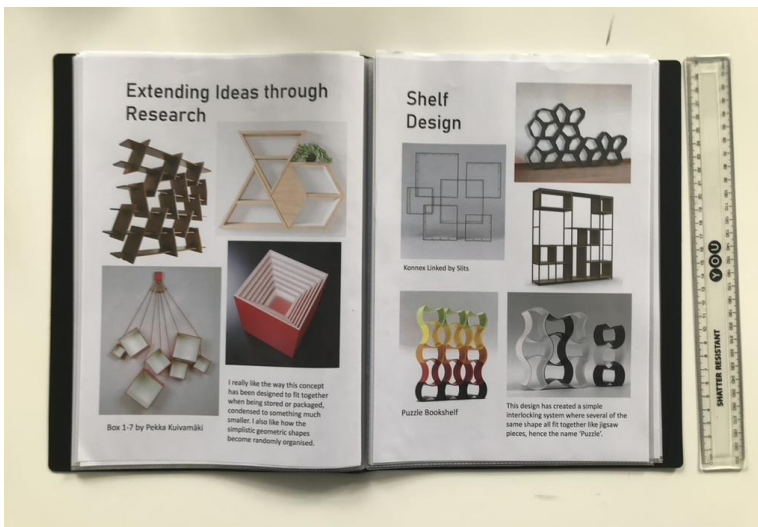 Extending Ideas through
Research
Box 1-7 by Pekka Kuivamäki
I really like the way this concept
has been designed to fit together
when being stored or packaged,
condensed to something much
smaller. I also like how the
simplistic geometric shapes
become randomly organised.
Shelf
Design
Konnex Linked by Slits
Puzzle Bookshelf
This design has created a simple
interlocking system where several of the
same shape all fit together like jigsaw
pieces, hence the name 'Puzzle'.
YOU
SHATTER RESISTANT